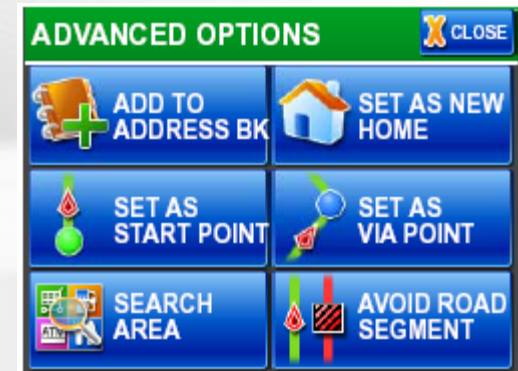 ADVANCED OPTIONS
CLOSE
ADD TO
ADDRESS BK
SET AS NEW
HOME
SET AS
START POINT
SET AS
VIA POINT
SEARCH
AREA
ATM
AVOID ROAD
SEGMENT